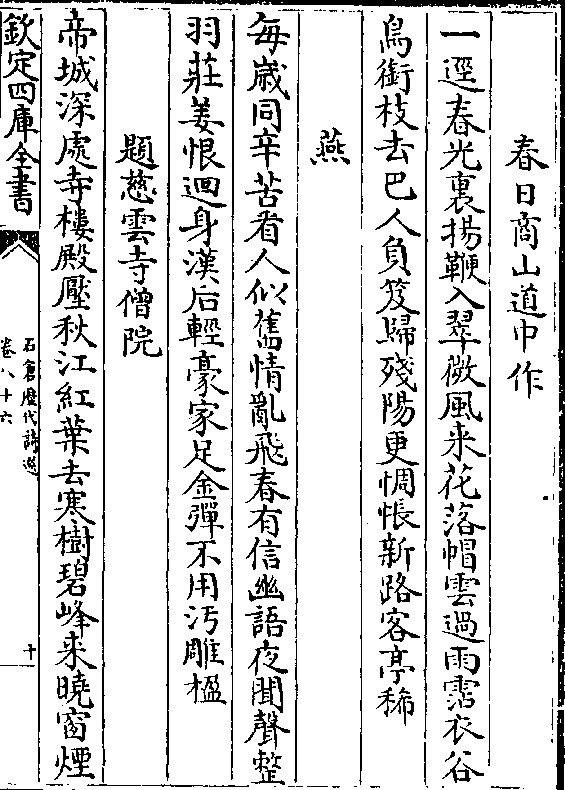 春日商山道中作
一逕春光裏揚鞭入翠微風來花落帽雲過雨霑衣谷
鳥銜枝去巴人負笈歸殘陽更惆悵新路客亭稀
燕
每歲同辛苦看人似舊情亂飛春有信幽語夜聞聲整
羽莊姜恨迴身漢后輕豪家足金彈不用汚雕楹
題慈雲寺僧院
帝城深處寺樓殿壓秋江紅葉去寒樹碧峰來曉窗煙
欽定四庫全書
石倉歷代詩選
卷八十六
十